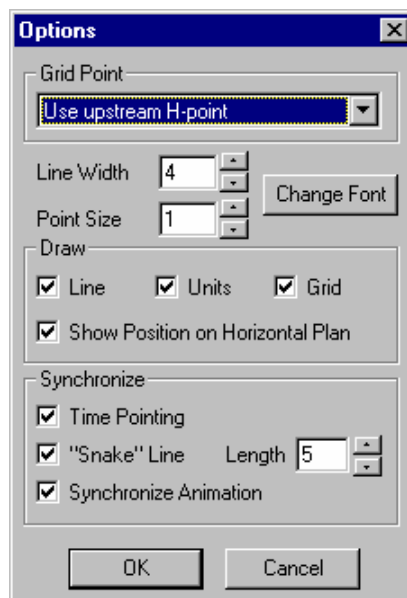 Options
Grid Point
Use upstream H-point
Line Width 4
Change Font
Point Size 1
Draw
Line Units Grid
Show Position on Horizontal Plan
Synchronize
Time Pointing
"Snake" Line Length 5
Synchronize Animation
OK Cancel